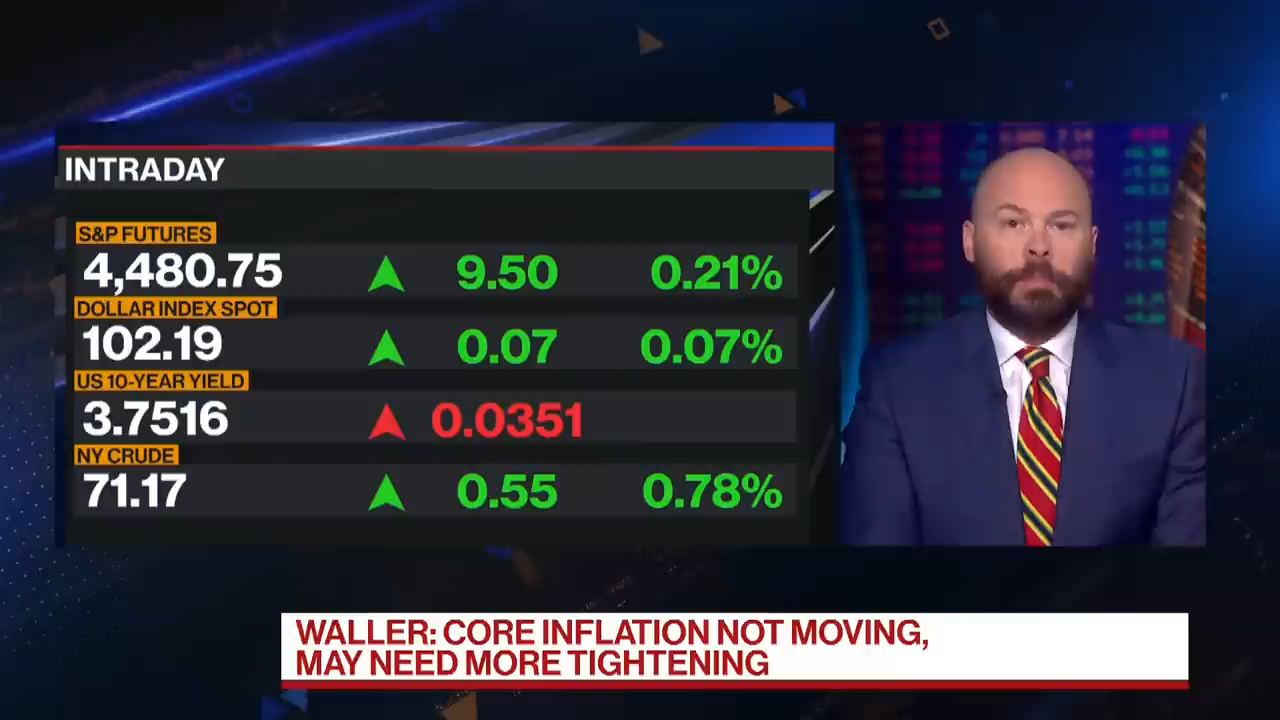 INTRADAY
S&P FUTURES
4,480.75 9.50 0.21%
DOLLAR INDEX SPOT
102.19 0.07 0.07%
US 10-YEAR YIELD
3.7516 0.0351
NY CRUDE
71.17 0.55 0.78%
WALLER: CORE INFLATION NOT MOVING,
MAY NEED MORE TIGHTENING